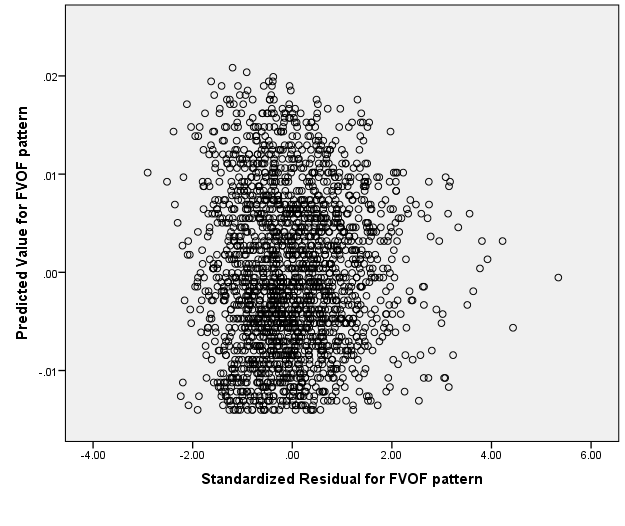 Predicted Value for FVOF pattern
.02
.01
.00
-.01
-4.00 -2.00 .00 2.00 4.00 6.00
Standardized Residual for FVOF pattern